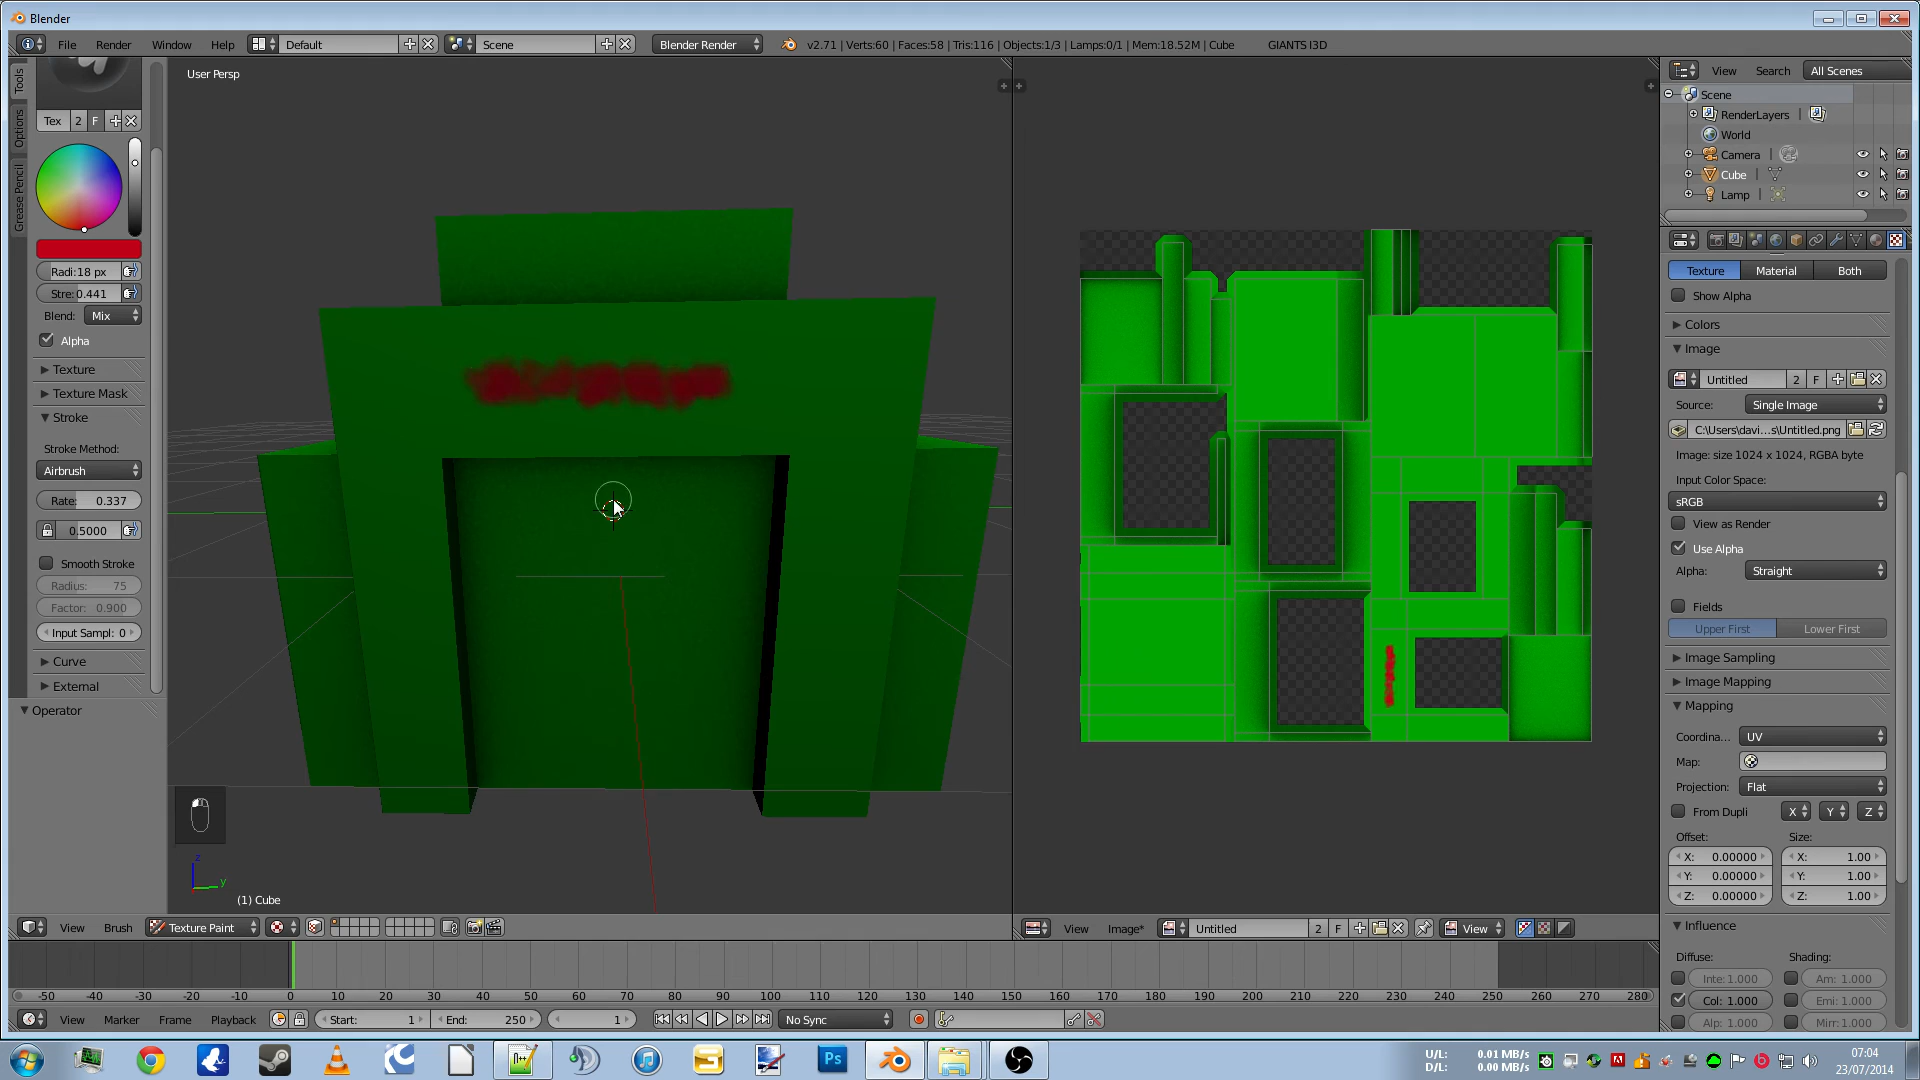 Blender
File Render Window Help Default Scene Blender Render v2.71 | Verts:60 | Faces:58 | Tris:116 | Objects:1/3 | Lamps:0/1 | Mem:18.52M | Cube GIANTS I3D
Tools
Options
Grease Pencil
Tex 2 F
Radi:18 px
Stre:0.441
Blend: Mix
Alpha
Texture
Texture Mask
Stroke
Stroke Method:
Airbrush
Rate: 0.337
0.5000
Smooth Stroke
Radius: 75
Factor: 0.900
Input Sampl: 0
Curve
External
Operator
User Persp
z
y
(1) Cube
View Brush Texture Paint
View Image* Untitled 2 F View
View Search All Scenes
Scene
RenderLayers
World
Camera
Cube
Lamp
Texture Material Both
Show Alpha
Colors
Image
Untitled 2 F
Source: Single Image
C:\Users\davi...s\Untitled.png
Image: size 1024 x 1024, RGBA byte
Input Color Space:
sRGB
View as Render
Use Alpha
Alpha: Straight
Fields
Upper First Lower First
Image Sampling
Image Mapping
Mapping
Coordina... UV
Map:
Projection: Flat
From Dupli X Y Z
Offset: Size:
X: 0.00000 X: 1.00
Y: 0.00000 Y: 1.00
Z: 0.00000 Z: 1.00
Influence
Diffuse: Shading:
Inte:1.000 Am: 1.000
Col: 1.000 Emi: 1.000
Alp: 1.000 Mirr:1.000
-50 -40 -30 -20 -10 0 10 20 30 40 50 60 70 80 90 100 110 120 130 140 150 160 170 180 190 200 210 220 230 240 250 260 270 280
View Marker Frame Playback Start: 1 End: 250 1 No Sync
U/L: 0.01 MB/s
D/L: 0.00 MB/s
Ps
07:04
23/07/2014